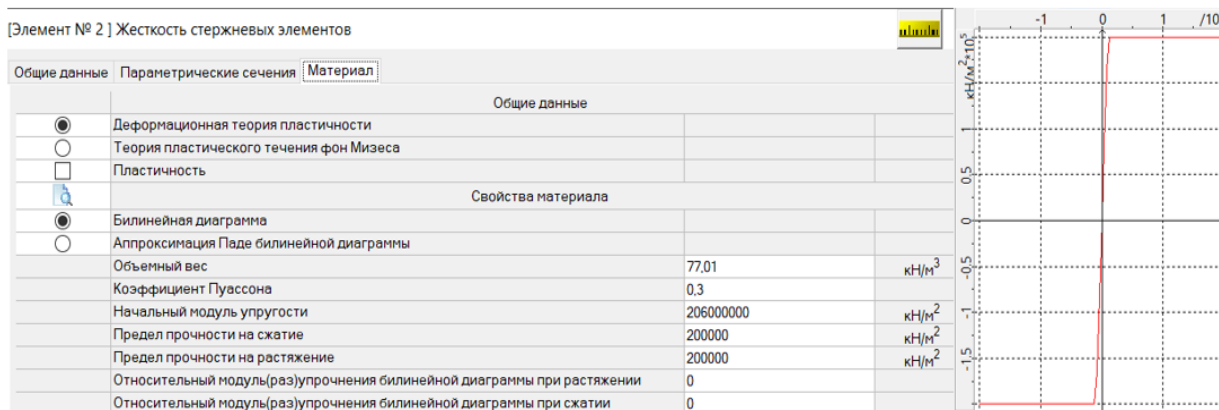 [Элемент № 2 ] Жесткость стержневых элементов
Общие данные Параметрические сечения Материал
Общие данные
Деформационная теория пластичности
Теория пластического течения фон Мизеса
Пластичность
Свойства материала
Билинейная диаграмма
Аппроксимация Паде билинейной диаграммы
Объемный вес 77,01 кН/м3
Коэффициент Пуассона 0,3
Начальный модуль упругости 206000000 кН/м2
Предел прочности на сжатие 200000 кН/м2
Предел прочности на растяжение 200000 кН/м2
Относительный модуль(раз)упрочнения билинейной диаграммы при растяжении 0
Относительный модуль(раз)упрочнения билинейной диаграммы при сжатии 0
-1 0 1 /10
кН/м2*105
1
0.5
0
-0.5
-1
-1.5